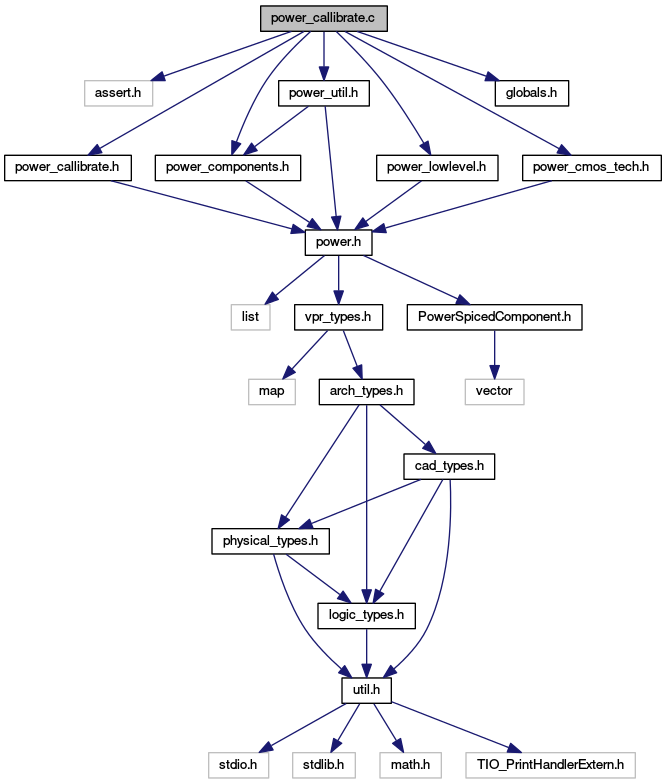 power_callibrate.c
assert.h
power_util.h
globals.h
power_callibrate.h
power_components.h
power_lowlevel.h
power_cmos_tech.h
power.h
list
vpr_types.h
PowerSpicedComponent.h
map
arch_types.h
vector
cad_types.h
physical_types.h
logic_types.h
util.h
stdio.h
stdlib.h
math.h
TIO_PrintHandlerExtern.h